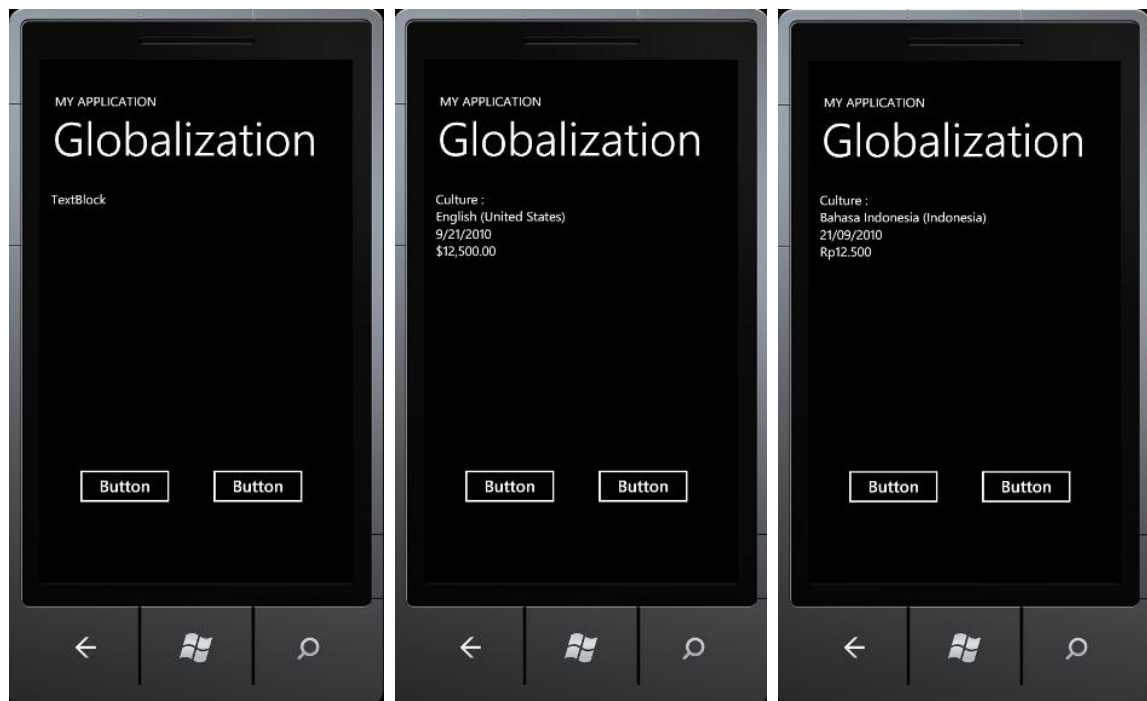 MY APPLICATION
Globalization
TextBlock
Button
Button
MY APPLICATION
Globalization
Culture :
English (United States)
9/21/2010
$12,500.00
Button
Button
MY APPLICATION
Globalization
Culture :
Bahasa Indonesia (Indonesia)
21/09/2010
Rp12.500
Button
Button